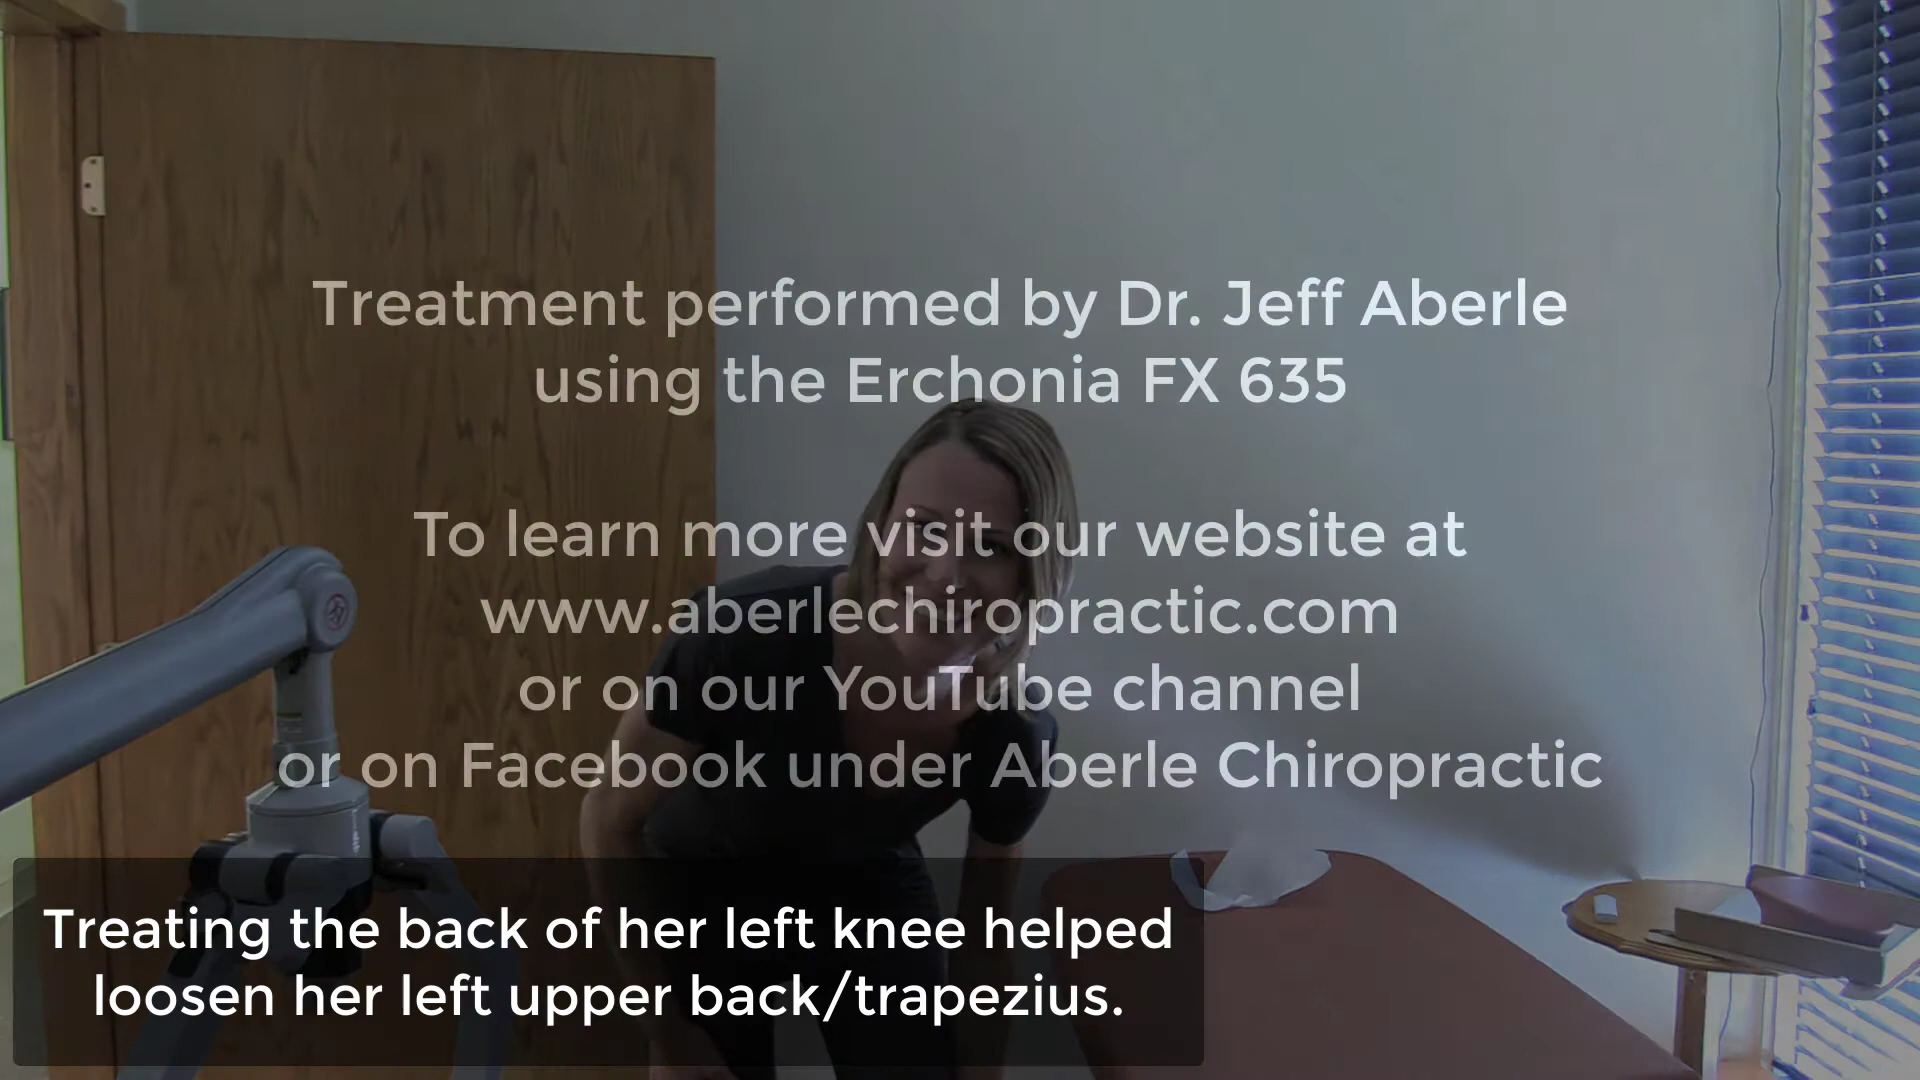 Treatment performed by Dr. Jeff Aberle
using the Erchonia FX 635
To learn more visit our website at
www.aberlechiropractic.com
or on our YouTube channel
or on Facebook under Aberle Chiropractic
Treating the back of her left knee helped
loosen her left upper back/trapezius.